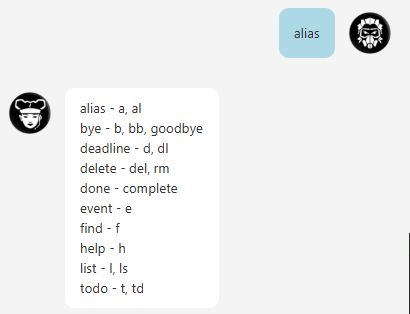 alias
alias - a, al
bye - b, bb, goodbye
deadline - d, dl
delete - del, rm
done - complete
event - e
find - f
help - h
list - l, ls
todo - t, td